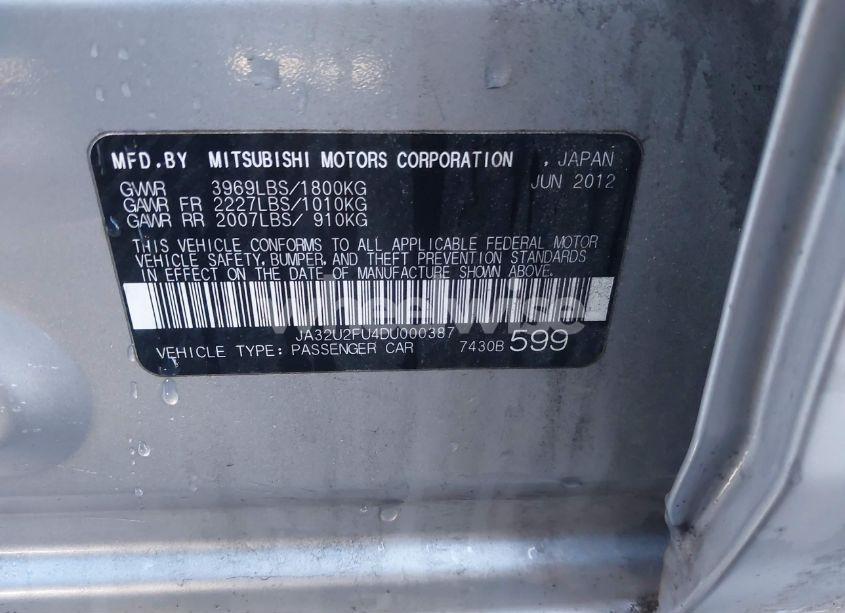 MFD.BY MITSUBISHI MOTORS CORPORATION , JAPAN
JUN 2012
GVWR 3969LBS/1800KG
GAWR FR 2227LBS/1010KG
GAWR RR 2007LBS/ 910KG
THIS VEHICLE CONFORMS TO ALL APPLICABLE FEDERAL MOTOR
VEHICLE SAFETY, BUMPER, AND THEFT PREVENTION STANDARDS
IN EFFECT ON THE DATE OF MANUFACTURE SHOWN ABOVE.
wheelwise
JA32U2FU4DU000387
VEHICLE TYPE: PASSENGER CAR 7430B 599